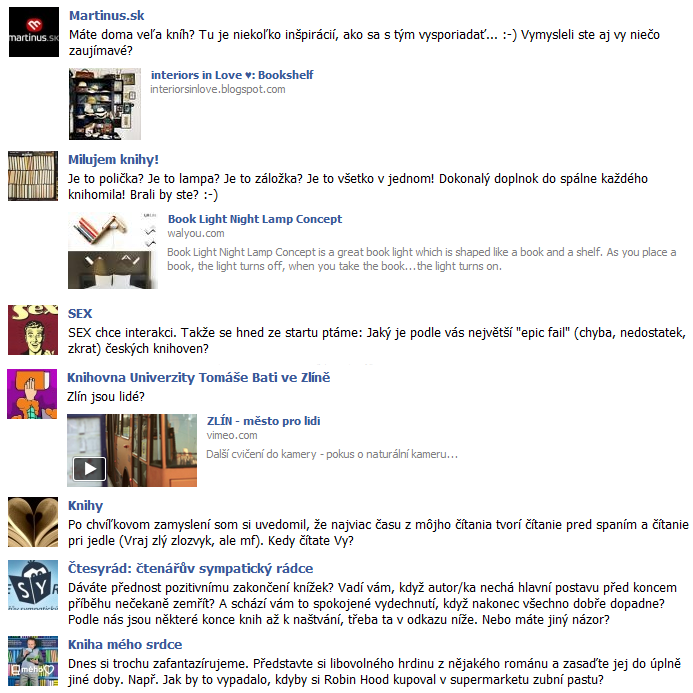 Martinus.sk
martinus.sk
Máte doma veľa kníh? Tu je niekoľko inšpirácií, ako sa s tým vysporiadať... :-) Vymysleli ste aj vy niečo
zaujímavé?
interiors in Love ♥: Bookshelf
interiorsinlove.blogspot.com
Milujem knihy!
Je to polička? Je to lampa? Je to záložka? Je to všetko v jednom! Dokonalý doplnok do spálne každého
knihomila! Brali by ste? :-)
Book Light Night Lamp Concept
walyou.com
Book Light Night Lamp Concept is a great book light which is shaped like a book and a shelf. As you place a
book, the light turns off, when you take the book...the light turns on.
Sex
SEX
SEX chce interakci. Takže se hned ze startu ptáme: Jaký je podle vás největší "epic fail" (chyba, nedostatek,
zkrat) českých knihoven?
Knihovna Univerzity Tomáše Bati ve Zlíně
Zlín jsou lidé?
ZLÍN - město pro lidi
vimeo.com
Další cvičení do kamery - pokus o naturální kameru...
Knihy
Po chvíľkovom zamyslení som si uvedomil, že najviac času z môjho čítania tvorí čítanie pred spaním a čítanie
pri jedle (Vraj zlý zlozvyk, ale mf). Kedy čítate Vy?
Čtesyrád: čtenářův sympatický rádce
SY
Dáváte přednost pozitivnímu zakončení knížek? Vadí vám, když autor/ka nechá hlavní postavu před koncem
příběhu nečekaně zemřít? A schází vám to spokojené vydechnutí, když nakonec všechno dobře dopadne?
Podle nás jsou některé konce knih až k naštvání, třeba ta v odkazu níže. Nebo máte jiný názor?
Kniha mého srdce
mého
Dnes si trochu zafantazírujeme. Představte si libovolného hrdinu z nějakého románu a zasaďte jej do úplně
jiné doby. Např. Jak by to vypadalo, kdyby si Robin Hood kupoval v supermarketu zubní pastu?